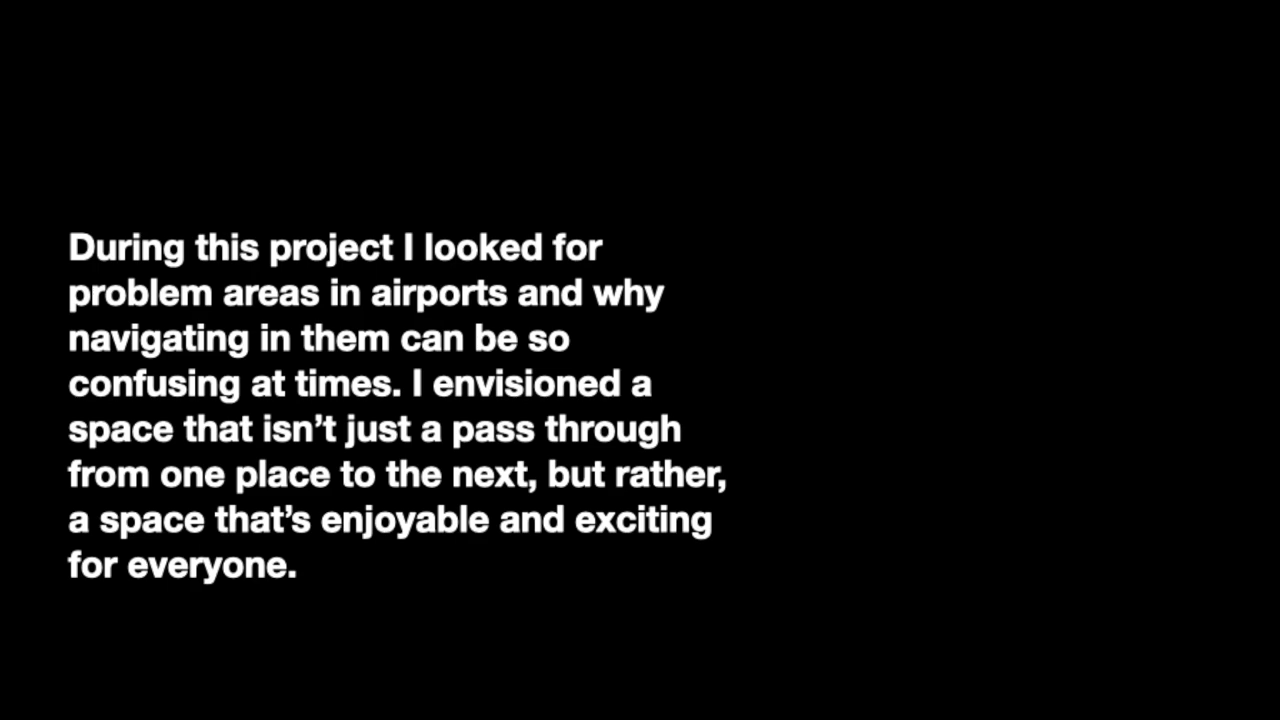 During this project I looked for
problem areas in airports and why
navigating in them can be so
confusing at times. I envisioned a
space that isn’t just a pass through
from one place to the next, but rather,
a space that’s enjoyable and exciting
for everyone.